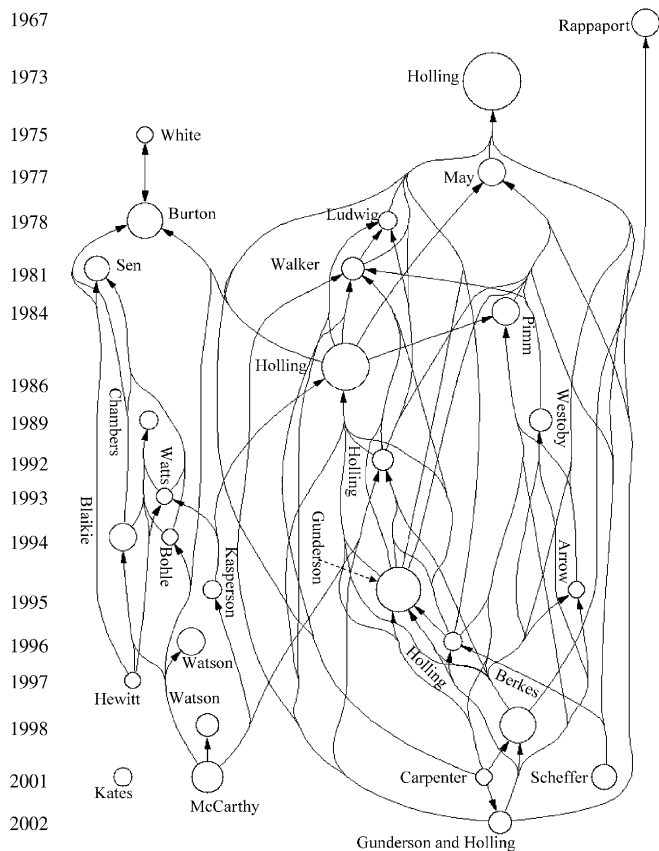 1967
Rappaport
1973
Holling
1975
White
1977
May
1978
Burton
Ludwig
1981
Sen
Walker
1984
Pimm
Holling
1986
Chambers
Westoby
1989
1992
Watts
Holling
1993
Blaikie
Gunderson
1994
Bohle
Kasperson
Arrow
1995
1996
Watson
Holling
1997
Hewitt
Watson
Berkes
1998
2001
Kates
McCarthy
Carpenter
Scheffer
2002
Gunderson and Holling